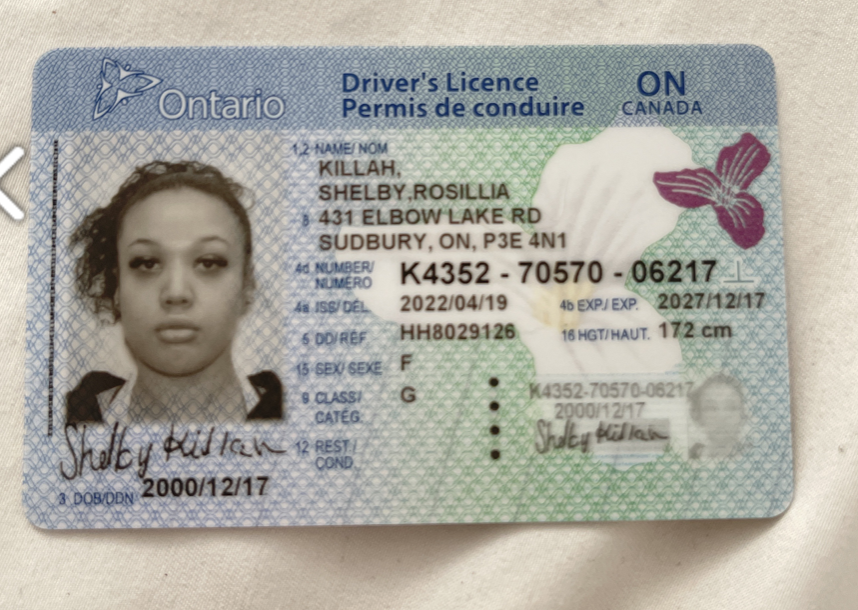 Ontario
Driver's Licence
Permis de conduire
ON
CANADA
1,2 NAME/ NOM
KILLAH,
SHELBY,ROSILLIA
8 431 ELBOW LAKE RD
SUDBURY, ON, P3E 4N1
4d NUMBER/
NUMÉRO
K4352 - 70570 - 06217
4a ISS/ DÉL. 2022/04/19 4b EXP./ EXP. 2027/12/17
5 DD/RÉF. HH8029126 16 HGT/HAUT. 172 cm
15 SEX/ SEXE F
9 CLASS/
CATÉG.
G
12 REST./
COND.
K4352-70570-06217
2000/12/17
Shelby Killah
Shelby Killah
3 DOB/DDN 2000/12/17